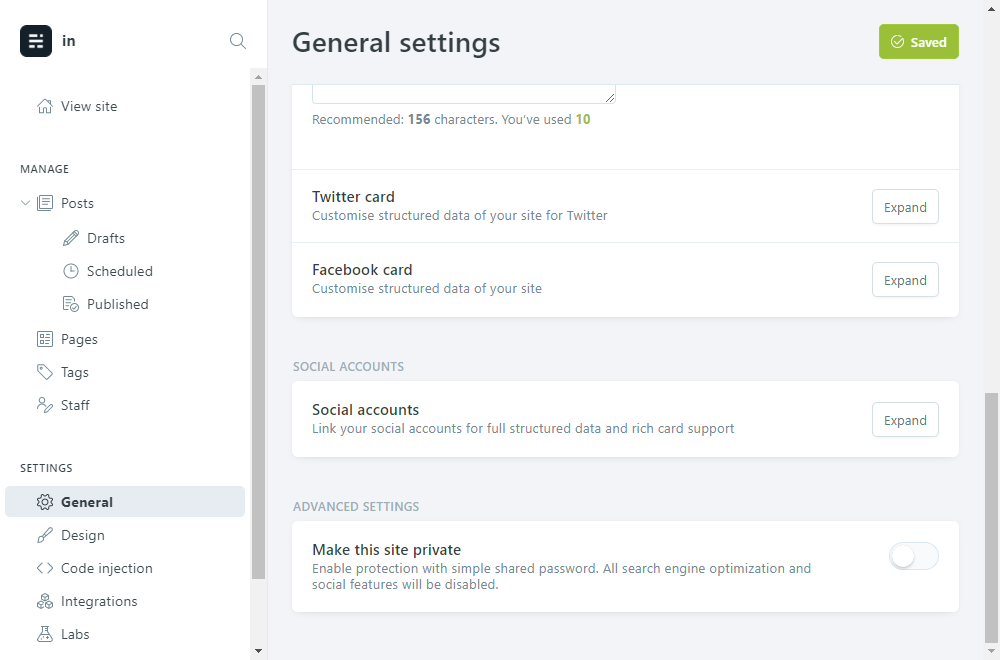 in
View site
MANAGE
Posts
Drafts
Scheduled
Published
Pages
Tags
Staff
SETTINGS
General
Design
Code injection
Integrations
Labs
General settings
Saved
Recommended: 156 characters. You've used 10
Twitter card
Customise structured data of your site for Twitter
Expand
Facebook card
Customise structured data of your site
Expand
SOCIAL ACCOUNTS
Social accounts
Link your social accounts for full structured data and rich card support
Expand
ADVANCED SETTINGS
Make this site private
Enable protection with simple shared password. All search engine optimization and
social features will be disabled.